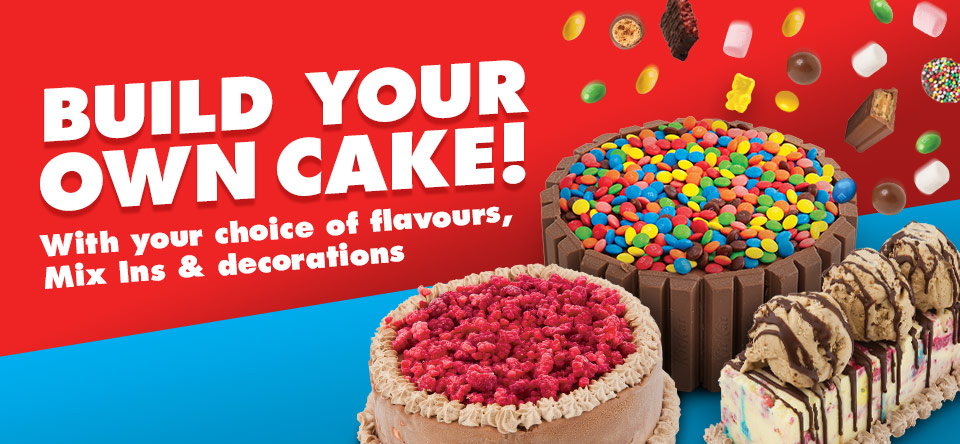 BUILD YOUR
OWN CAKE!
With your choice of flavours,
Mix Ins & decorations